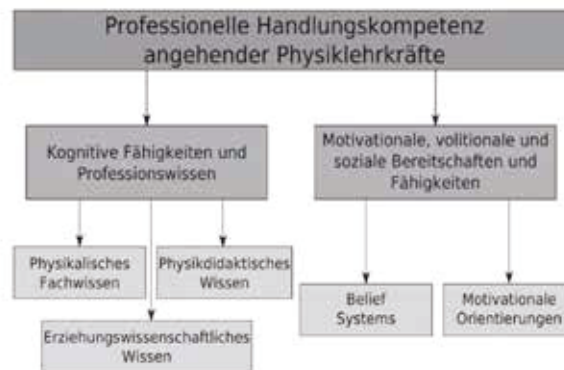 Professionelle Handlungskompetenz
angehender Physiklehrkräfte
Kognitive Fähigkeiten und
Professionswissen
Motivationale, volitionale und
soziale Bereitschaften und
Fähigkeiten
Physikalisches
Fachwissen
Physikdidaktisches
Wissen
Erziehungswissenschaftliches
Wissen
Belief
Systems
Motivationale
Orientierungen